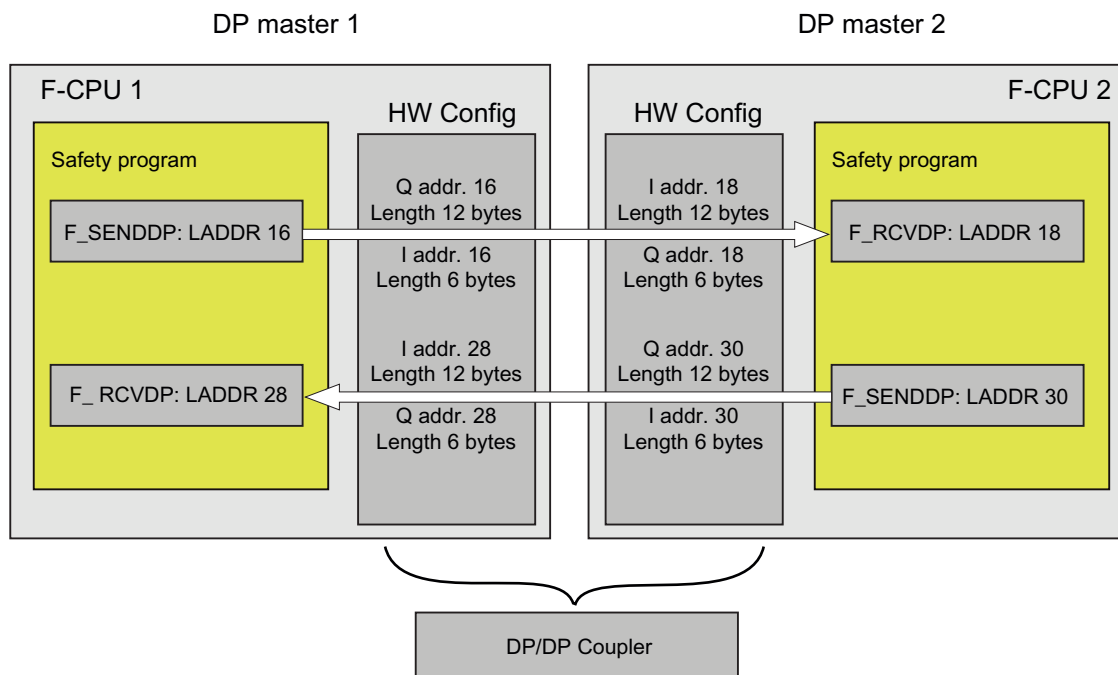 DP master 1
DP master 2
F-CPU 1
F-CPU 2
HW Config
HW Config
Safety program
Safety program
Q addr. 16
Length 12 bytes
I addr. 18
Length 12 bytes
F_SENDDP: LADDR 16
F_RCVDP: LADDR 18
I addr. 16
Length 6 bytes
Q addr. 18
Length 6 bytes
I addr. 28
Length 12 bytes
Q addr. 30
Length 12 bytes
F_ RCVDP: LADDR 28
F_SENDDP: LADDR 30
Q addr. 28
Length 6 bytes
I addr. 30
Length 6 bytes
DP/DP Coupler